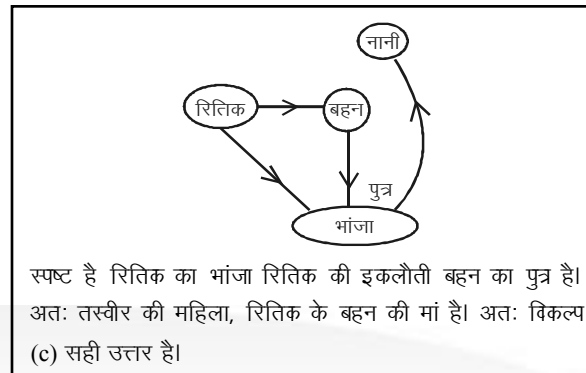 नानी
रितिक
बहन
पुत्र
भांजा
स्पष्ट है रितिक का भांजा रितिक की इकलौती बहन का पुत्र है।
अतः तस्वीर की महिला, रितिक के बहन की मां है। अतः विकल्प
(c) सही उत्तर है।